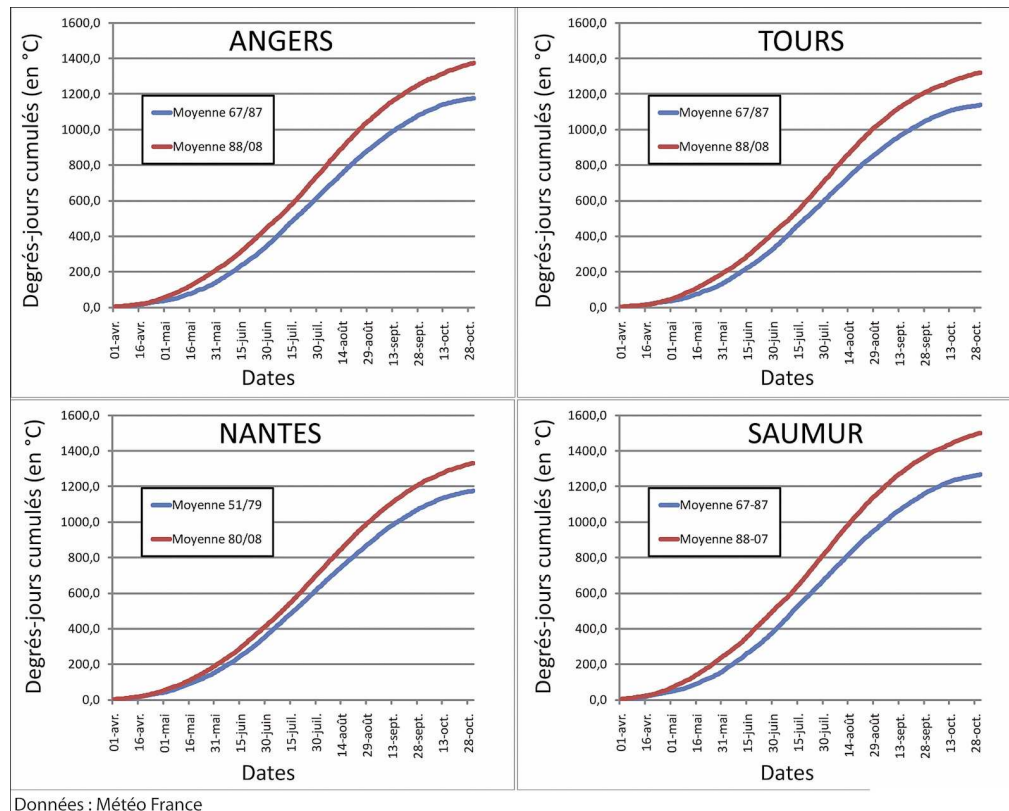 ANGERS
Degrés-jours cumulés (en °C)
1600,0
1400,0
1200,0
1000,0
800,0
600,0
400,0
200,0
0,0
Moyenne 67/87
Moyenne 88/08
01-avr.
16-avr.
01-mai
16-mai
31-mai
15-juin
30-juin
15-juil.
30-juil.
14-août
29-août
13-sept.
28-sept.
13-oct.
28-oct.
Dates
TOURS
Degrés-jours cumulés (en °C)
1600,0
1400,0
1200,0
1000,0
800,0
600,0
400,0
200,0
0,0
Moyenne 67/87
Moyenne 88/08
01-avr.
16-avr.
01-mai
16-mai
31-mai
15-juin
30-juin
15-juil.
30-juil.
14-août
29-août
13-sept.
28-sept.
13-oct.
28-oct.
Dates
NANTES
Degrés-jours cumulés (en °C)
1600,0
1400,0
1200,0
1000,0
800,0
600,0
400,0
200,0
0,0
Moyenne 51/79
Moyenne 80/08
01-avr.
16-avr.
01-mai
16-mai
31-mai
15-juin
30-juin
15-juil.
30-juil.
14-août
29-août
13-sept.
28-sept.
13-oct.
28-oct.
Dates
SAUMUR
Degrés-jours cumulés (en °C)
1600,0
1400,0
1200,0
1000,0
800,0
600,0
400,0
200,0
0,0
Moyenne 67-87
Moyenne 88-07
01-avr.
16-avr.
01-mai
16-mai
31-mai
15-juin
30-juin
15-juil.
30-juil.
14-août
29-août
13-sept.
28-sept.
13-oct.
28-oct.
Dates
Données : Météo France